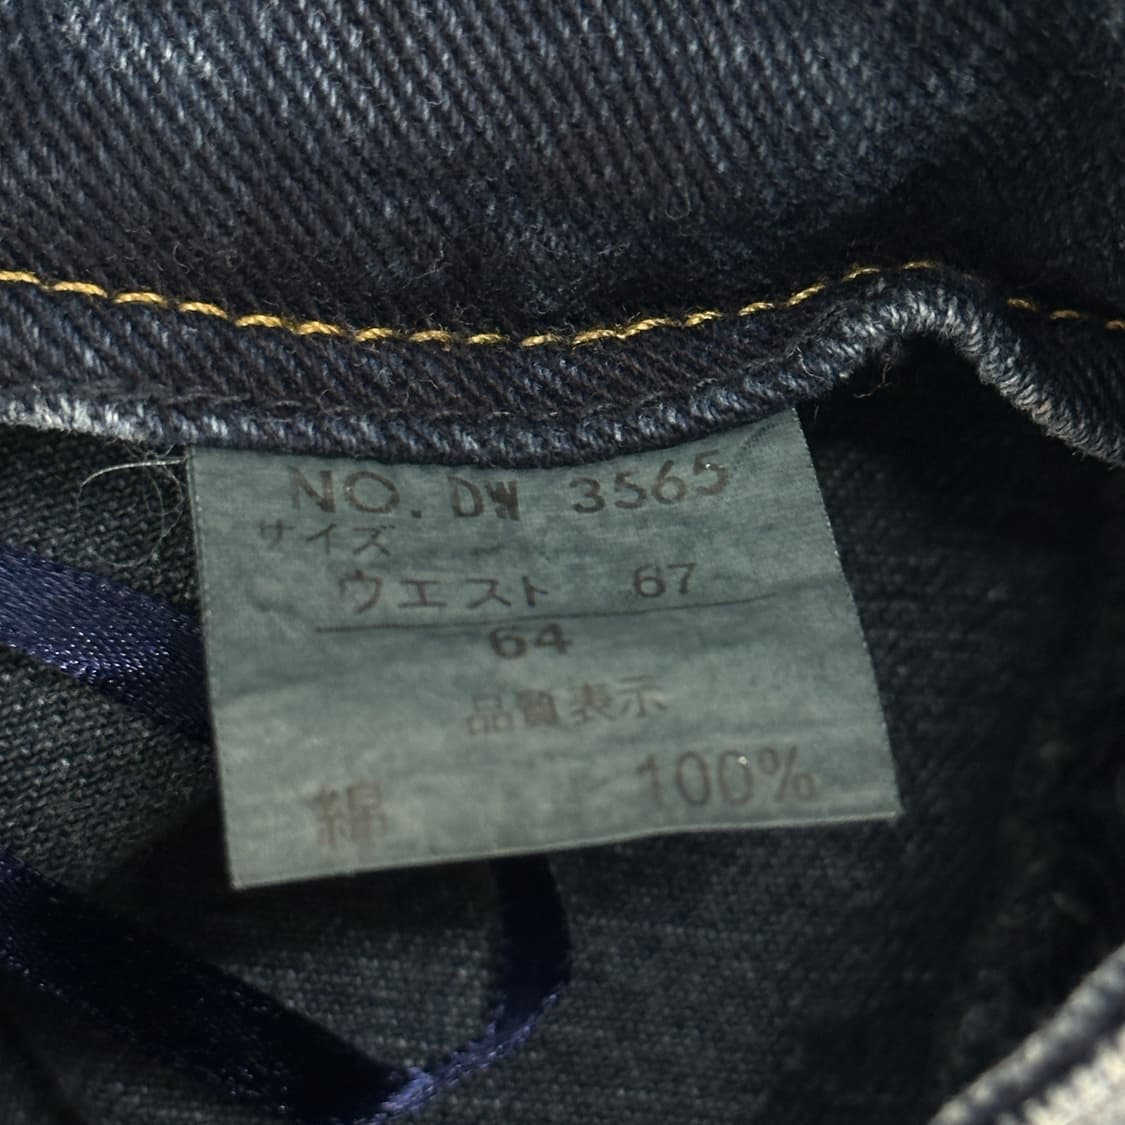 NO. DW 3565
サイズ
ウエスト 67
64
品質表示
綿 100%